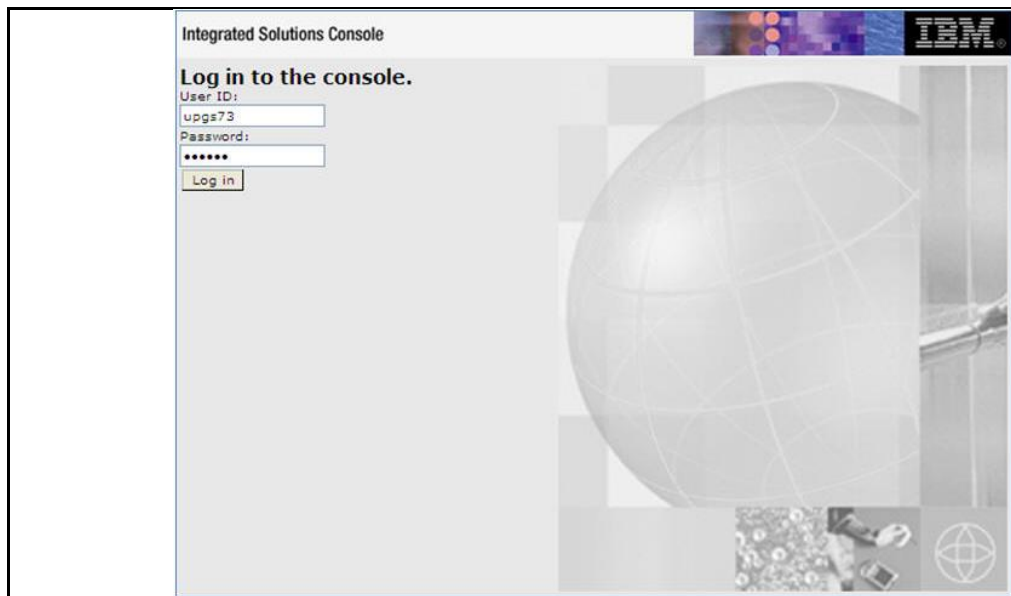 Integrated Solutions Console
IBM®
Log in to the console.
User ID:
upgs73
Password:
••••••
Log in